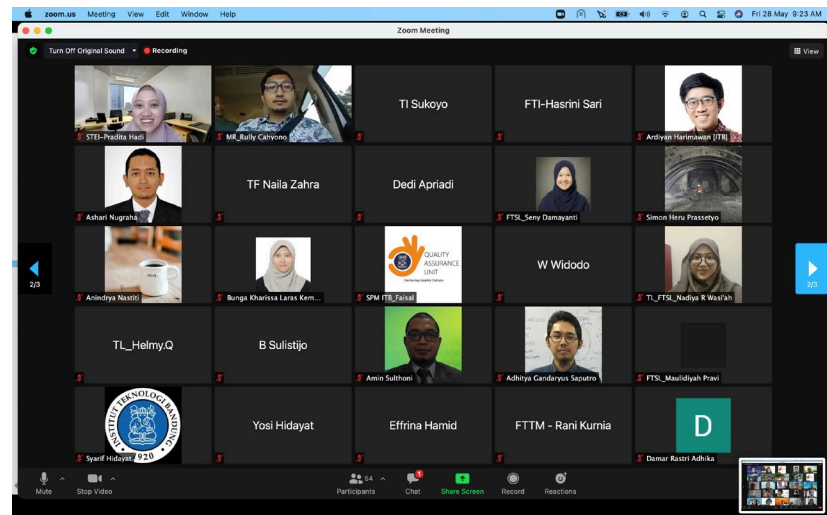 zoom.us Meeting View Edit Window Help
Fri 28 May 9:23 AM
Zoom Meeting
Turn Off Original Sound
Recording
View
STEI-Pradita Hadi
MR_Rully Cahyono
TI Sukoyo
FTI-Hasrini Sari
Ardiyan Harimawan [ITB]
Ashari Nugraha
TF Naila Zahra
Dedi Apriadi
FTSL_Seny Damayanti
Simon Heru Prassetyo
2/3
Anindrya Nastiti
Bunga Kharissa Laras Kem...
QUALITY
ASSURANCE
UNIT
SPM ITB_Faisal
W Widodo
TL_FTSL_Nadiya R Wasi'ah
2/3
TL_Helmy.Q
B Sulistijo
Amin Sulthoni
Adhitya Gandaryus Saputro
FTSL_Maulidiyah Pravi
INSTITUT TEKNOLOGI BANDUNG
1920
Syarif Hidayat
Yosi Hidayat
Effrina Hamid
FTTM - Rani Kurnia
D
Damar Rastri Adhika
Mute
Stop Video
54
Participants
1
Chat
Share Screen
Record
Reactions